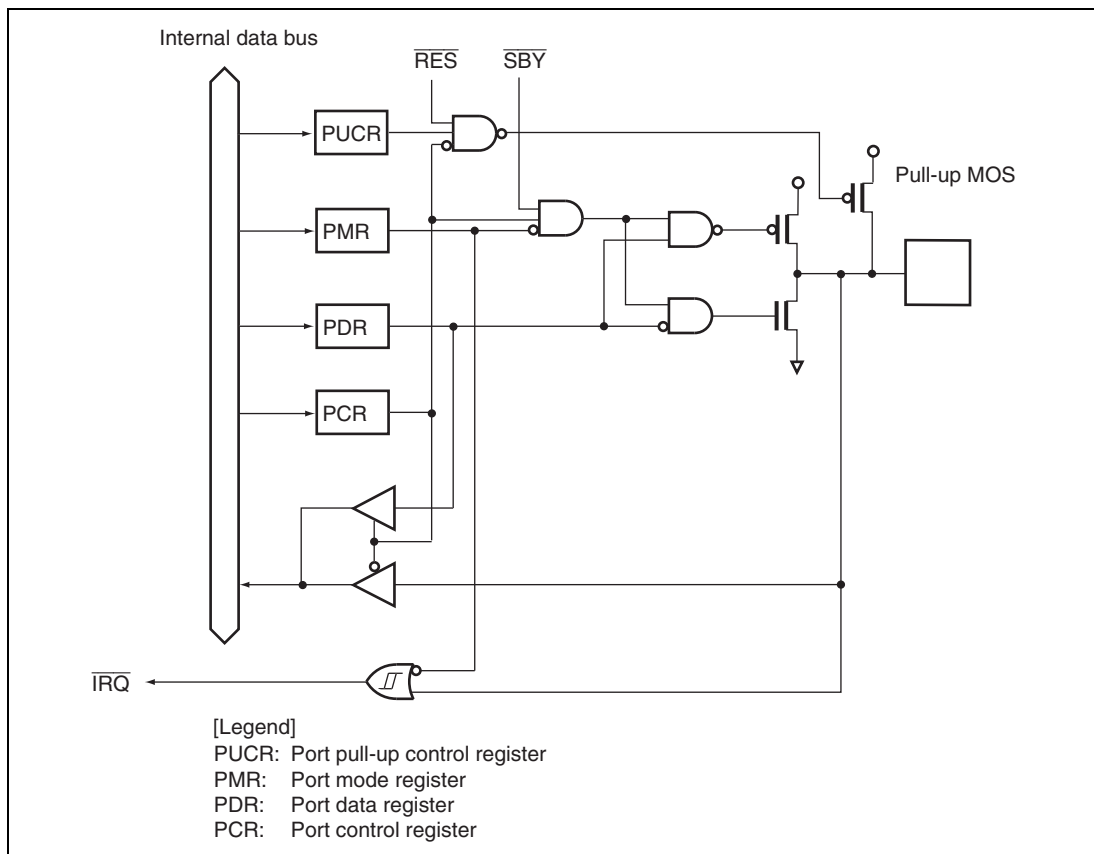 Internal data bus
RES
SBY
PUCR
Pull-up MOS
PMR
PDR
PCR
IRQ
[Legend]
PUCR: Port pull-up control register
PMR: Port mode register
PDR: Port data register
PCR: Port control register